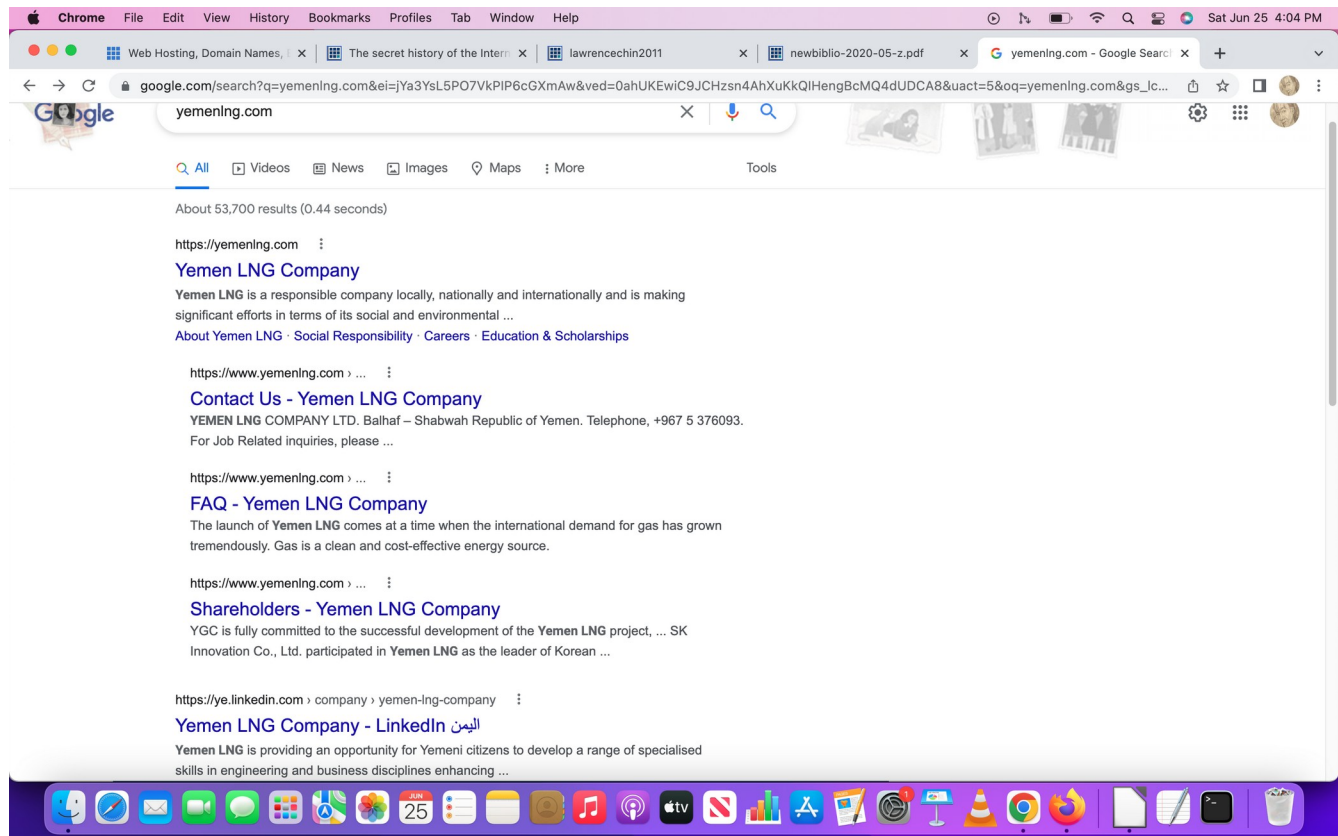 Chrome File Edit View History Bookmarks Profiles Tab Window Help Sat Jun 25 4:04 PM
Web Hosting, Domain Names, The secret history of the Intern lawrencechin2011 newbiblio-2020-05-z.pdf yemenlng.com - Google Search
google.com/search?q=yemenlng.com&ei=jYa3YsL5PO7VkPIP6cGXmAw&ved=0ahUKEwiC9JCHzsn4AhXuKkQIHengBcMQ4dUDCA8&uact=5&oq=yemenlng.com&gs_lc...
yemenlng.com
All Videos News Images Maps More Tools
About 53,700 results (0.44 seconds)
https://yemenlng.com
Yemen LNG Company
Yemen LNG is a responsible company locally, nationally and internationally and is making
significant efforts in terms of its social and environmental ...
About Yemen LNG · Social Responsibility · Careers · Education & Scholarships
https://www.yemenlng.com › ...
Contact Us - Yemen LNG Company
YEMEN LNG COMPANY LTD. Balhaf – Shabwah Republic of Yemen. Telephone, +967 5 376093.
For Job Related inquiries, please ...
https://www.yemenlng.com › ...
FAQ - Yemen LNG Company
The launch of Yemen LNG comes at a time when the international demand for gas has grown
tremendously. Gas is a clean and cost-effective energy source.
https://www.yemenlng.com › ...
Shareholders - Yemen LNG Company
YGC is fully committed to the successful development of the Yemen LNG project, ... SK
Innovation Co., Ltd. participated in Yemen LNG as the leader of Korean ...
https://ye.linkedin.com › company › yemen-lng-company
Yemen LNG Company - LinkedIn اليمن
Yemen LNG is providing an opportunity for Yemeni citizens to develop a range of specialised
skills in engineering and business disciplines enhancing ...
JUN
25
tv
1